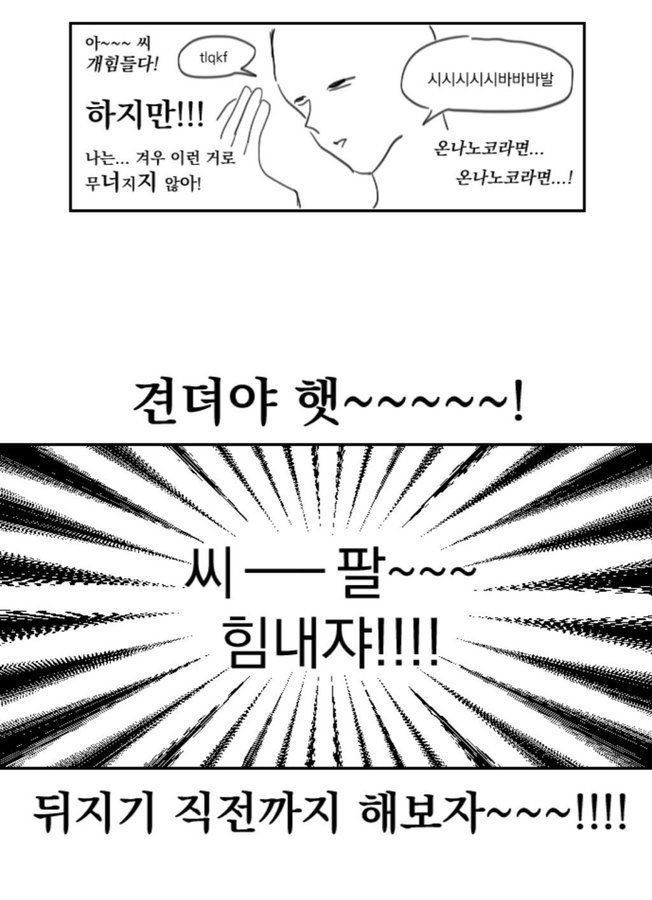 아~~~ 씨
개힘들다!
tlqkf
하지만!!!
나는... 겨우 이런 거로
무너지지 않아!
시시시시시바바바발
온나노코라면...
온나노코라면...!
견뎌야 햇~~~~~!
씨──팔~~~
힘내쟈!!!!
뒤지기 직전까지 해보자~~~!!!!